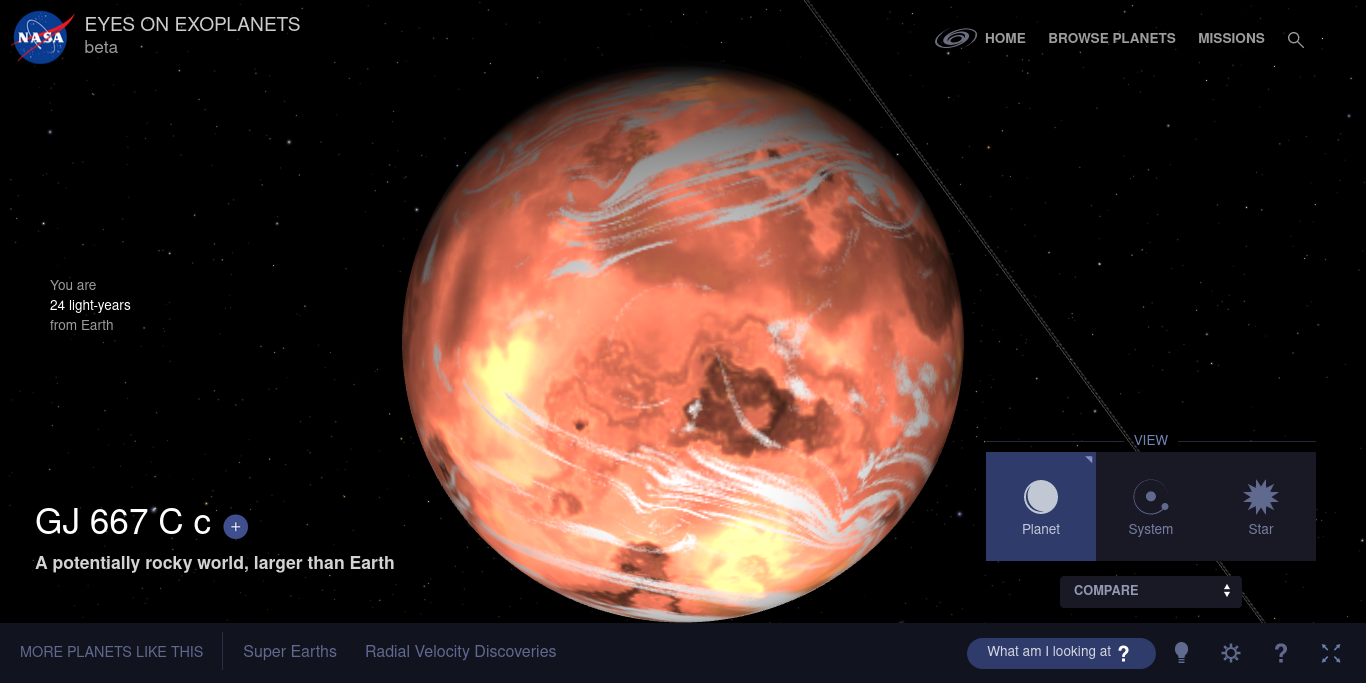 NASA
EYES ON EXOPLANETS
beta
HOME
BROWSE PLANETS
MISSIONS
You are
24 light-years
from Earth
GJ 667 C c
+
A potentially rocky world, larger than Earth
VIEW
Planet
System
Star
COMPARE
MORE PLANETS LIKE THIS
Super Earths
Radial Velocity Discoveries
What am I looking at ?
?